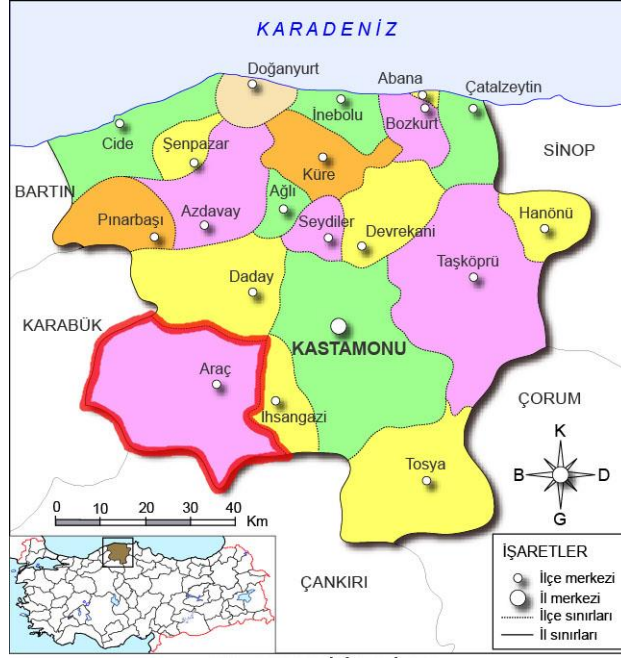 KARADENİZ
Doğanyurt
Abana
Çatalzeytin
İnebolu
Bozkurt
Cide
Şenpazar
SİNOP
Küre
BARTIN
Ağlı
Pınarbaşı
Azdavay
Seydiler
Devrekani
Hanönü
Taşköprü
Daday
KARABÜK
KASTAMONU
Araç
İhsangazi
ÇORUM
Tosya
K
B
D
G
0 10 20 30 40
Km
ÇANKIRI
İŞARETLER
İlçe merkezi
İl merkezi
İlçe sınırları
İl sınırları